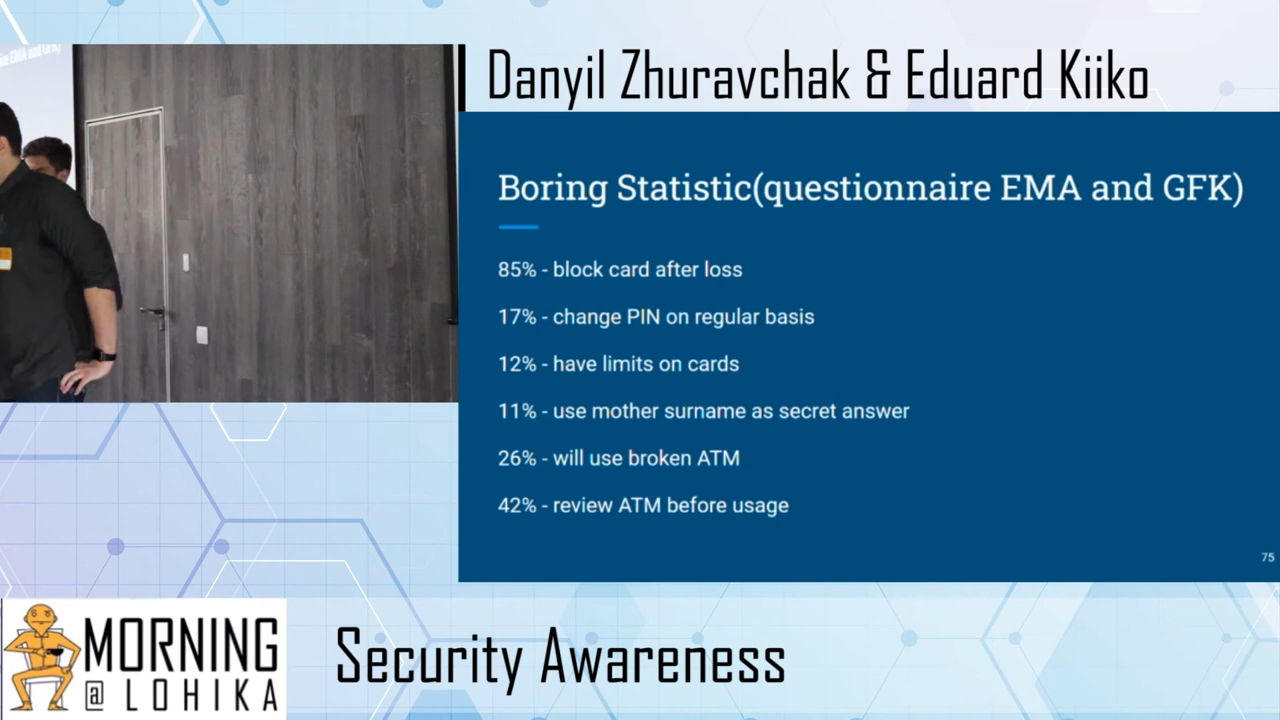 Danyil Zhuravchak & Eduard Kiiko
Boring Statistic(questionnaire EMA and GFK)
85% - block card after loss
17% - change PIN on regular basis
12% - have limits on cards
11% - use mother surname as secret answer
26% - will use broken ATM
42% - review ATM before usage
75
MORNING
@ LOHIKA
Security Awareness